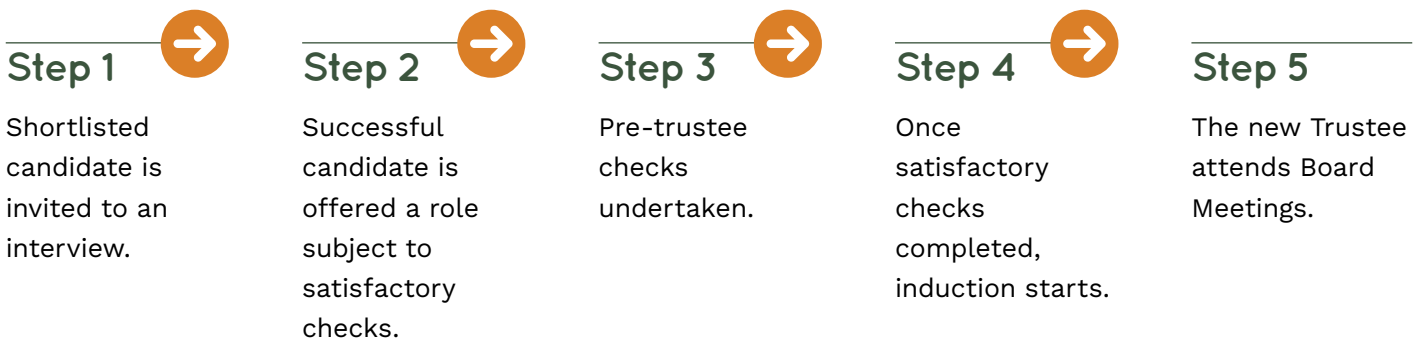 Step 1
Shortlisted
candidate is
invited to an
interview.
Step 2
Successful
candidate is
offered a role
subject to
satisfactory
checks.
Step 3
Pre-trustee
checks
undertaken.
Step 4
Once
satisfactory
checks
completed,
induction starts.
Step 5
The new Trustee
attends Board
Meetings.